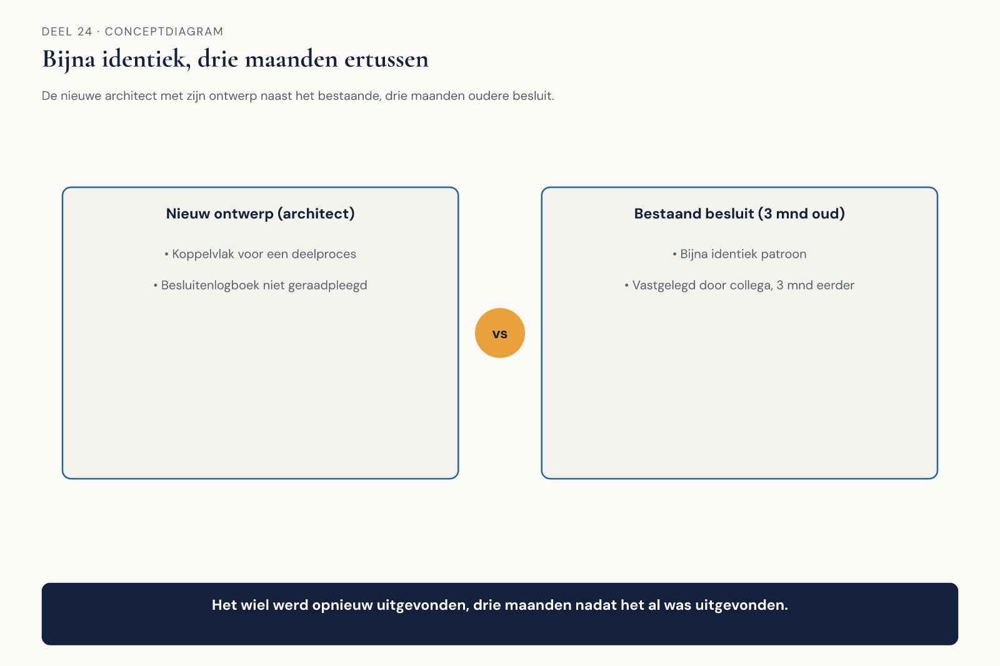 DEEL 24 · CONCEPTDIAGRAM
Bijna identiek, drie maanden ertussen
De nieuwe architect met zijn ontwerp naast het bestaande, drie maanden oudere besluit.
Nieuw ontwerp (architect)
• Koppelvlak voor een deelproces
• Besluitenlogboek niet geraadpleegd
vs
Bestaand besluit (3 mnd oud)
• Bijna identiek patroon
• Vastgelegd door collega, 3 mnd eerder
Het wiel werd opnieuw uitgevonden, drie maanden nadat het al was uitgevonden.